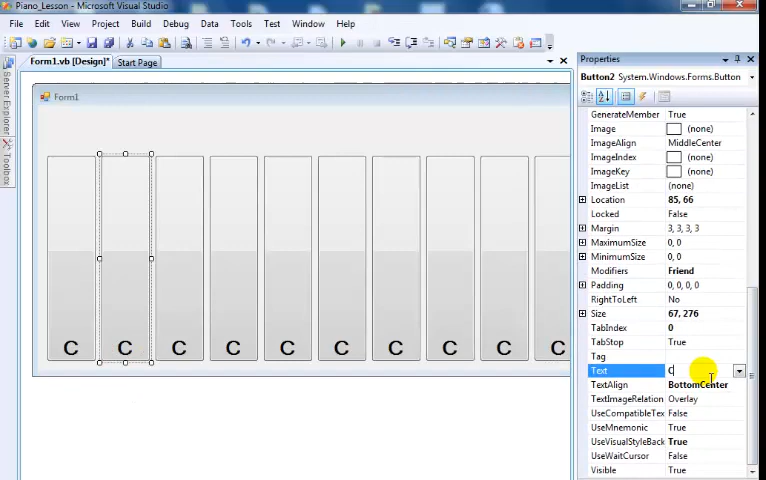 Piano_Lesson - Microsoft Visual Studio
File Edit View Project Build Debug Data Tools Test Window Help
Form1.vb [Design]* Start Page
Server Explorer
Toolbox
Form1
C C C C C C C C C C
Properties
Button2 System.Windows.Forms.Button
GenerateMember True
Image (none)
ImageAlign MiddleCenter
ImageIndex (none)
ImageKey (none)
ImageList (none)
Location 85, 66
Locked False
Margin 3, 3, 3, 3
MaximumSize 0, 0
MinimumSize 0, 0
Modifiers Friend
Padding 0, 0, 0, 0
RightToLeft No
Size 67, 276
TabIndex 0
TabStop True
Tag
Text C
TextAlign BottomCenter
TextImageRelation Overlay
UseCompatibleTex False
UseMnemonic True
UseVisualStyleBack True
UseWaitCursor False
Visible True